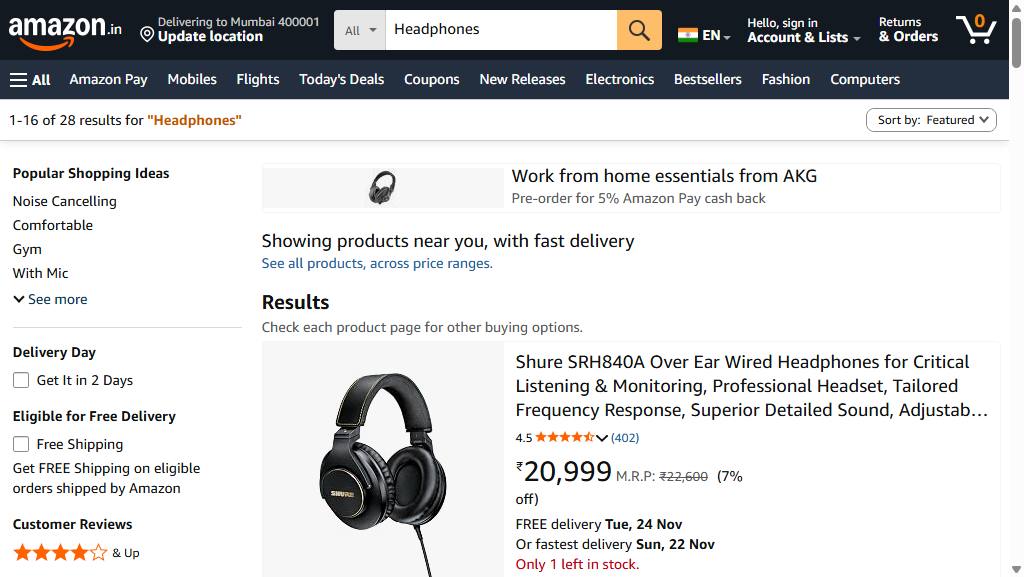 amazon.in
Delivering to Mumbai 400001
Update location
All
Headphones
EN
Hello, sign in
Account & Lists
Returns
& Orders
0
All
Amazon Pay
Mobiles
Flights
Today's Deals
Coupons
New Releases
Electronics
Bestsellers
Fashion
Computers
1-16 of 28 results for "Headphones"
Sort by: Featured
Popular Shopping Ideas
Noise Cancelling
Comfortable
Gym
With Mic
See more
Delivery Day
Get It in 2 Days
Eligible for Free Delivery
Free Shipping
Get FREE Shipping on eligible
orders shipped by Amazon
Customer Reviews
& Up
Work from home essentials from AKG
Pre-order for 5% Amazon Pay cash back
Showing products near you, with fast delivery
See all products, across price ranges.
Results
Check each product page for other buying options.
SHURE
Shure SRH840A Over Ear Wired Headphones for Critical
Listening & Monitoring, Professional Headset, Tailored
Frequency Response, Superior Detailed Sound, Adjustab...
4.5 (402)
₹20,999 M.R.P: ₹22,600 (7%
off)
FREE delivery Tue, 24 Nov
Or fastest delivery Sun, 22 Nov
Only 1 left in stock.